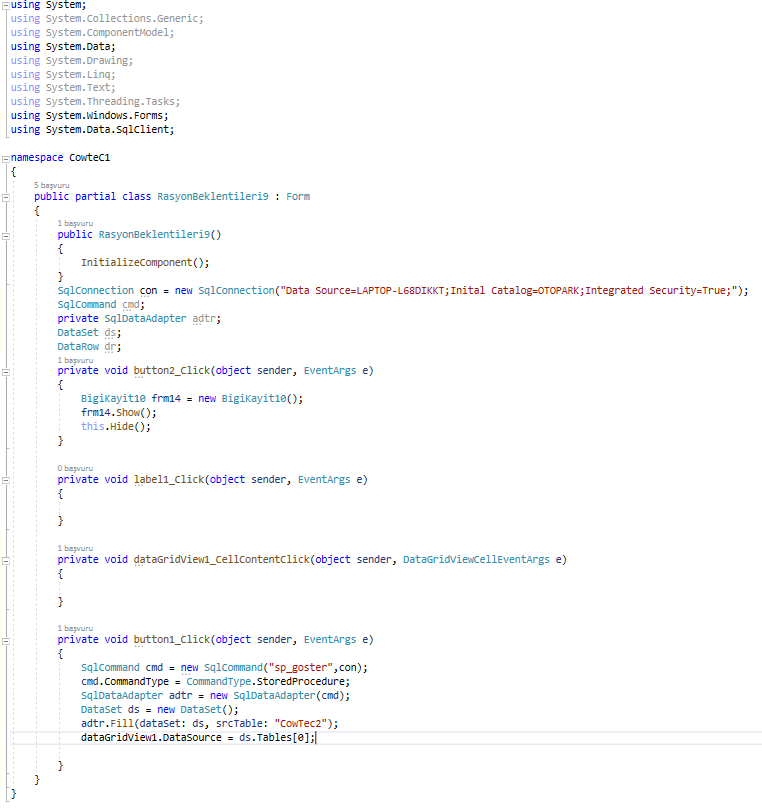 using System;
using System.Collections.Generic;
using System.ComponentModel;
using System.Data;
using System.Drawing;
using System.Linq;
using System.Text;
using System.Threading.Tasks;
using System.Windows.Forms;
using System.Data.SqlClient;
namespace CowteC1
{
5 başvuru
public partial class RasyonBeklentileri9 : Form
{
1 başvuru
public RasyonBeklentileri9()
{
InitializeComponent();
}
SqlConnection con = new SqlConnection("Data Source=LAPTOP-L68DIKKT;Inital Catalog=OTOPARK;Integrated Security=True;");
SqlCommand cmd;
private SqlDataAdapter adtr;
DataSet ds;
DataRow dr;
1 başvuru
private void button2_Click(object sender, EventArgs e)
{
BigiKayit10 frm14 = new BigiKayit10();
frm14.Show();
this.Hide();
}
0 başvuru
private void label1_Click(object sender, EventArgs e)
{
}
1 başvuru
private void dataGridView1_CellContentClick(object sender, DataGridViewCellEventArgs e)
{
}
1 başvuru
private void button1_Click(object sender, EventArgs e)
{
SqlCommand cmd = new SqlCommand("sp_goster",con);
cmd.CommandType = CommandType.StoredProcedure;
SqlDataAdapter adtr = new SqlDataAdapter(cmd);
DataSet ds = new DataSet();
adtr.Fill(dataSet: ds, srcTable: "CowTec2");
dataGridView1.DataSource = ds.Tables[0];
}
}
}